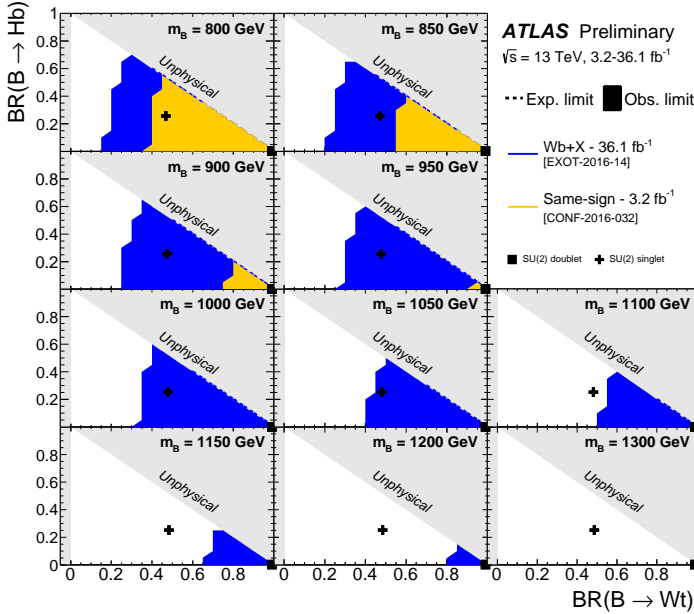 BR(B → Hb)
m_B = 800 GeV
m_B = 850 GeV
ATLAS Preliminary
√s = 13 TeV, 3.2-36.1 fb⁻¹
Exp. limit Obs. limit
Wb+X - 36.1 fb⁻¹
[EXOT-2016-14]
Same-sign - 3.2 fb⁻¹
[CONF-2016-032]
SU(2) doublet SU(2) singlet
1
0.8
0.6
0.4
0.2
0
Unphysical
Unphysical
m_B = 900 GeV
m_B = 950 GeV
1
0.8
0.6
0.4
0.2
0
Unphysical
Unphysical
m_B = 1000 GeV
m_B = 1050 GeV
m_B = 1100 GeV
1
0.8
0.6
0.4
0.2
0
Unphysical
Unphysical
Unphysical
m_B = 1150 GeV
m_B = 1200 GeV
m_B = 1300 GeV
1
0.8
0.6
0.4
0.2
0
Unphysical
Unphysical
Unphysical
0 0.2 0.4 0.6 0.8
0 0.2 0.4 0.6 0.8
0 0.2 0.4 0.6 0.8 1
BR(B → Wt)